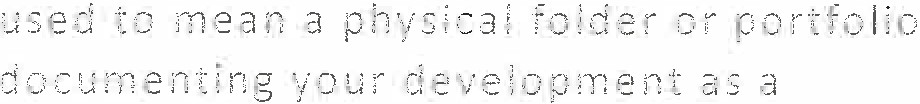 used to mean a physical folder or portfolio
documenting your development as a